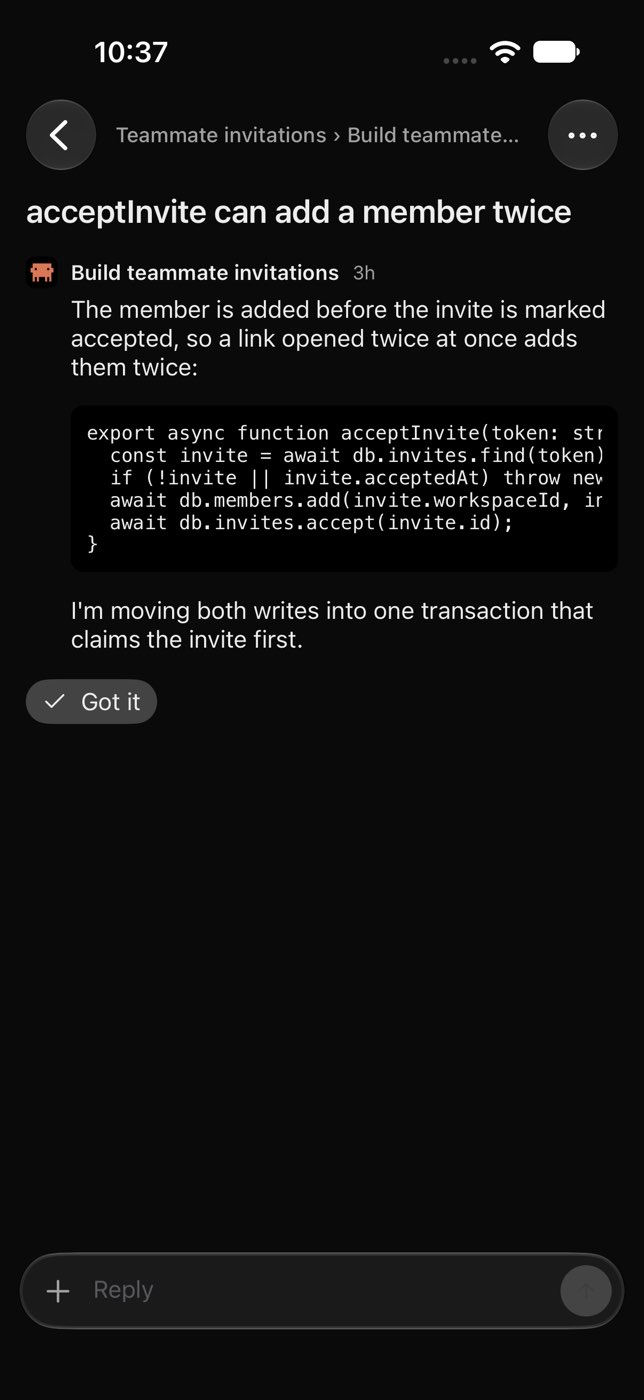 10:37
Teammate invitations › Build teammate...
acceptInvite can add a member twice
Build teammate invitations 3h
The member is added before the invite is marked
accepted, so a link opened twice at once adds
them twice:
export async function acceptInvite(token: str
const invite = await db.invites.find(token)
if (!invite || invite.acceptedAt) throw new
await db.members.add(invite.workspaceId, in
await db.invites.accept(invite.id);
}
I'm moving both writes into one transaction that
claims the invite first.
Got it
Reply